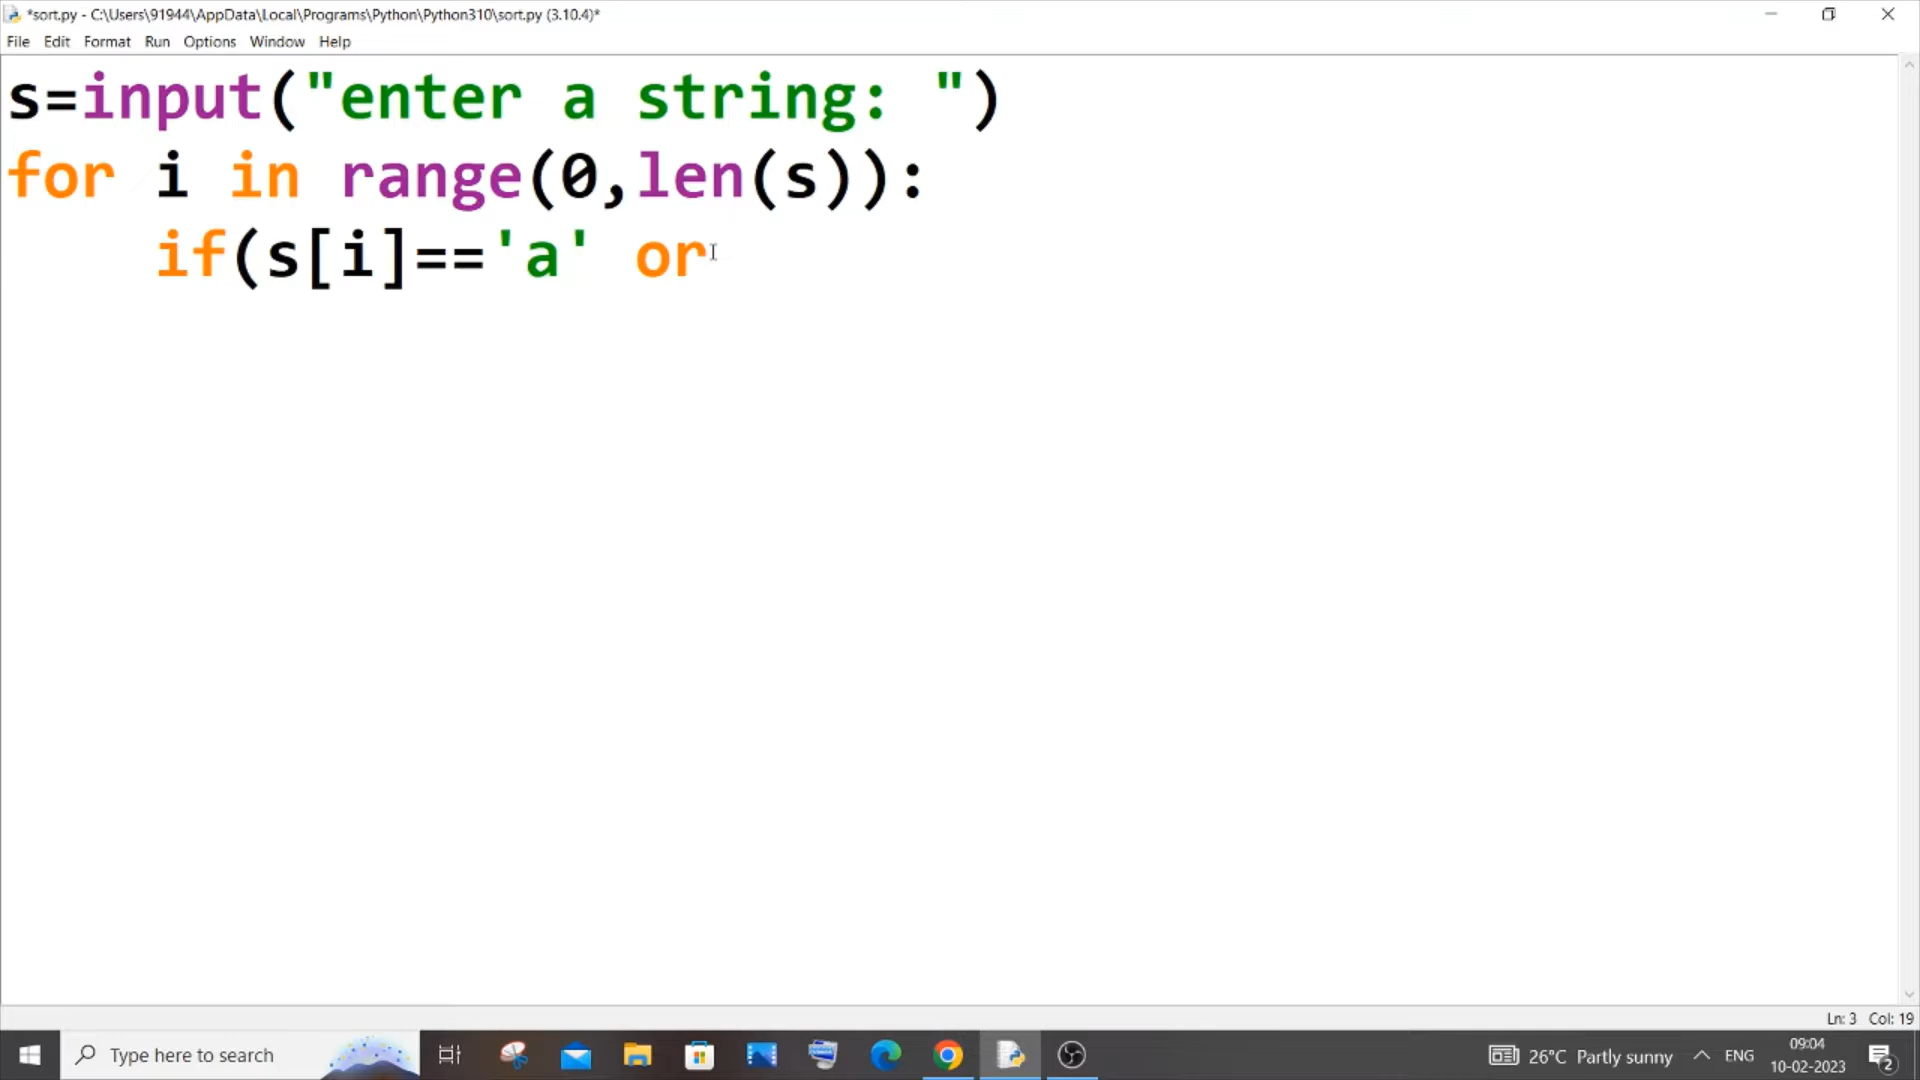 *sort.py - C:\Users\91944\AppData\Local\Programs\Python\Python310\sort.py (3.10.4)*
File Edit Format Run Options Window Help
s=input("enter a string: ")
for i in range(0,len(s)):
    if(s[i]=='a' or
Ln: 3 Col: 19
Type here to search
26°C Partly sunny
ENG
09:04
10-02-2023
2